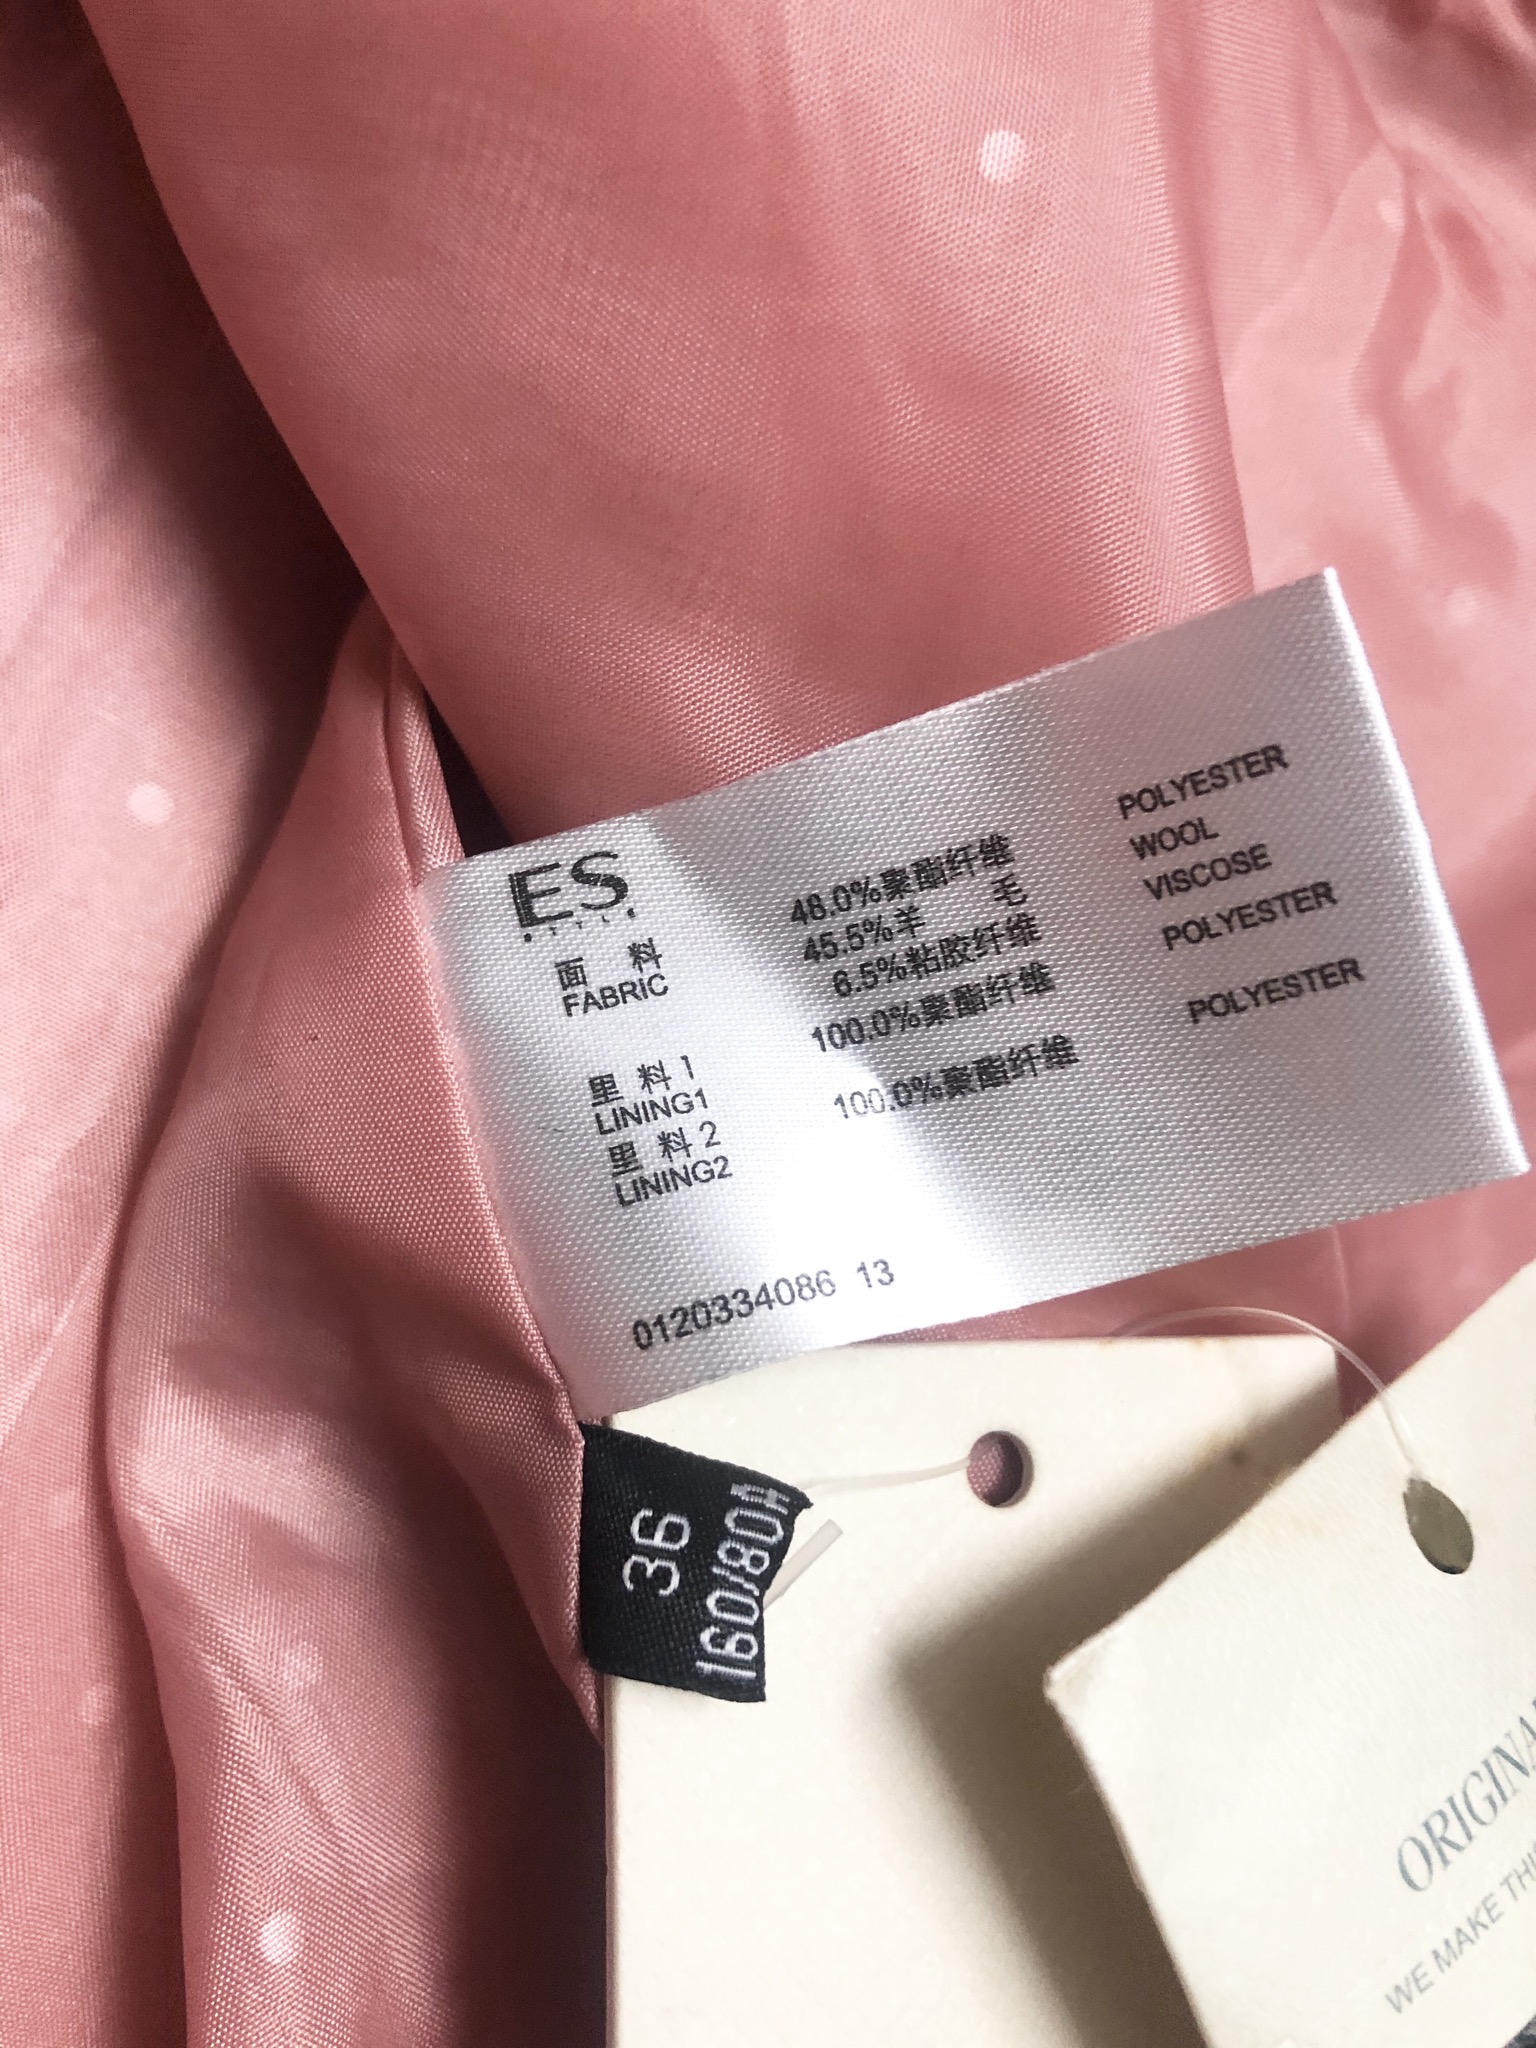 ES
STYLE
面 料
FABRIC
48.0%聚酯纤维 POLYESTER
45.5%羊 毛 WOOL
6.5%粘胶纤维 VISCOSE
里 料 1
LINING1
100.0%聚酯纤维 POLYESTER
里 料 2
LINING2
100.0%聚酯纤维 POLYESTER
0120334086 13
36
160/80A
WE MAKE